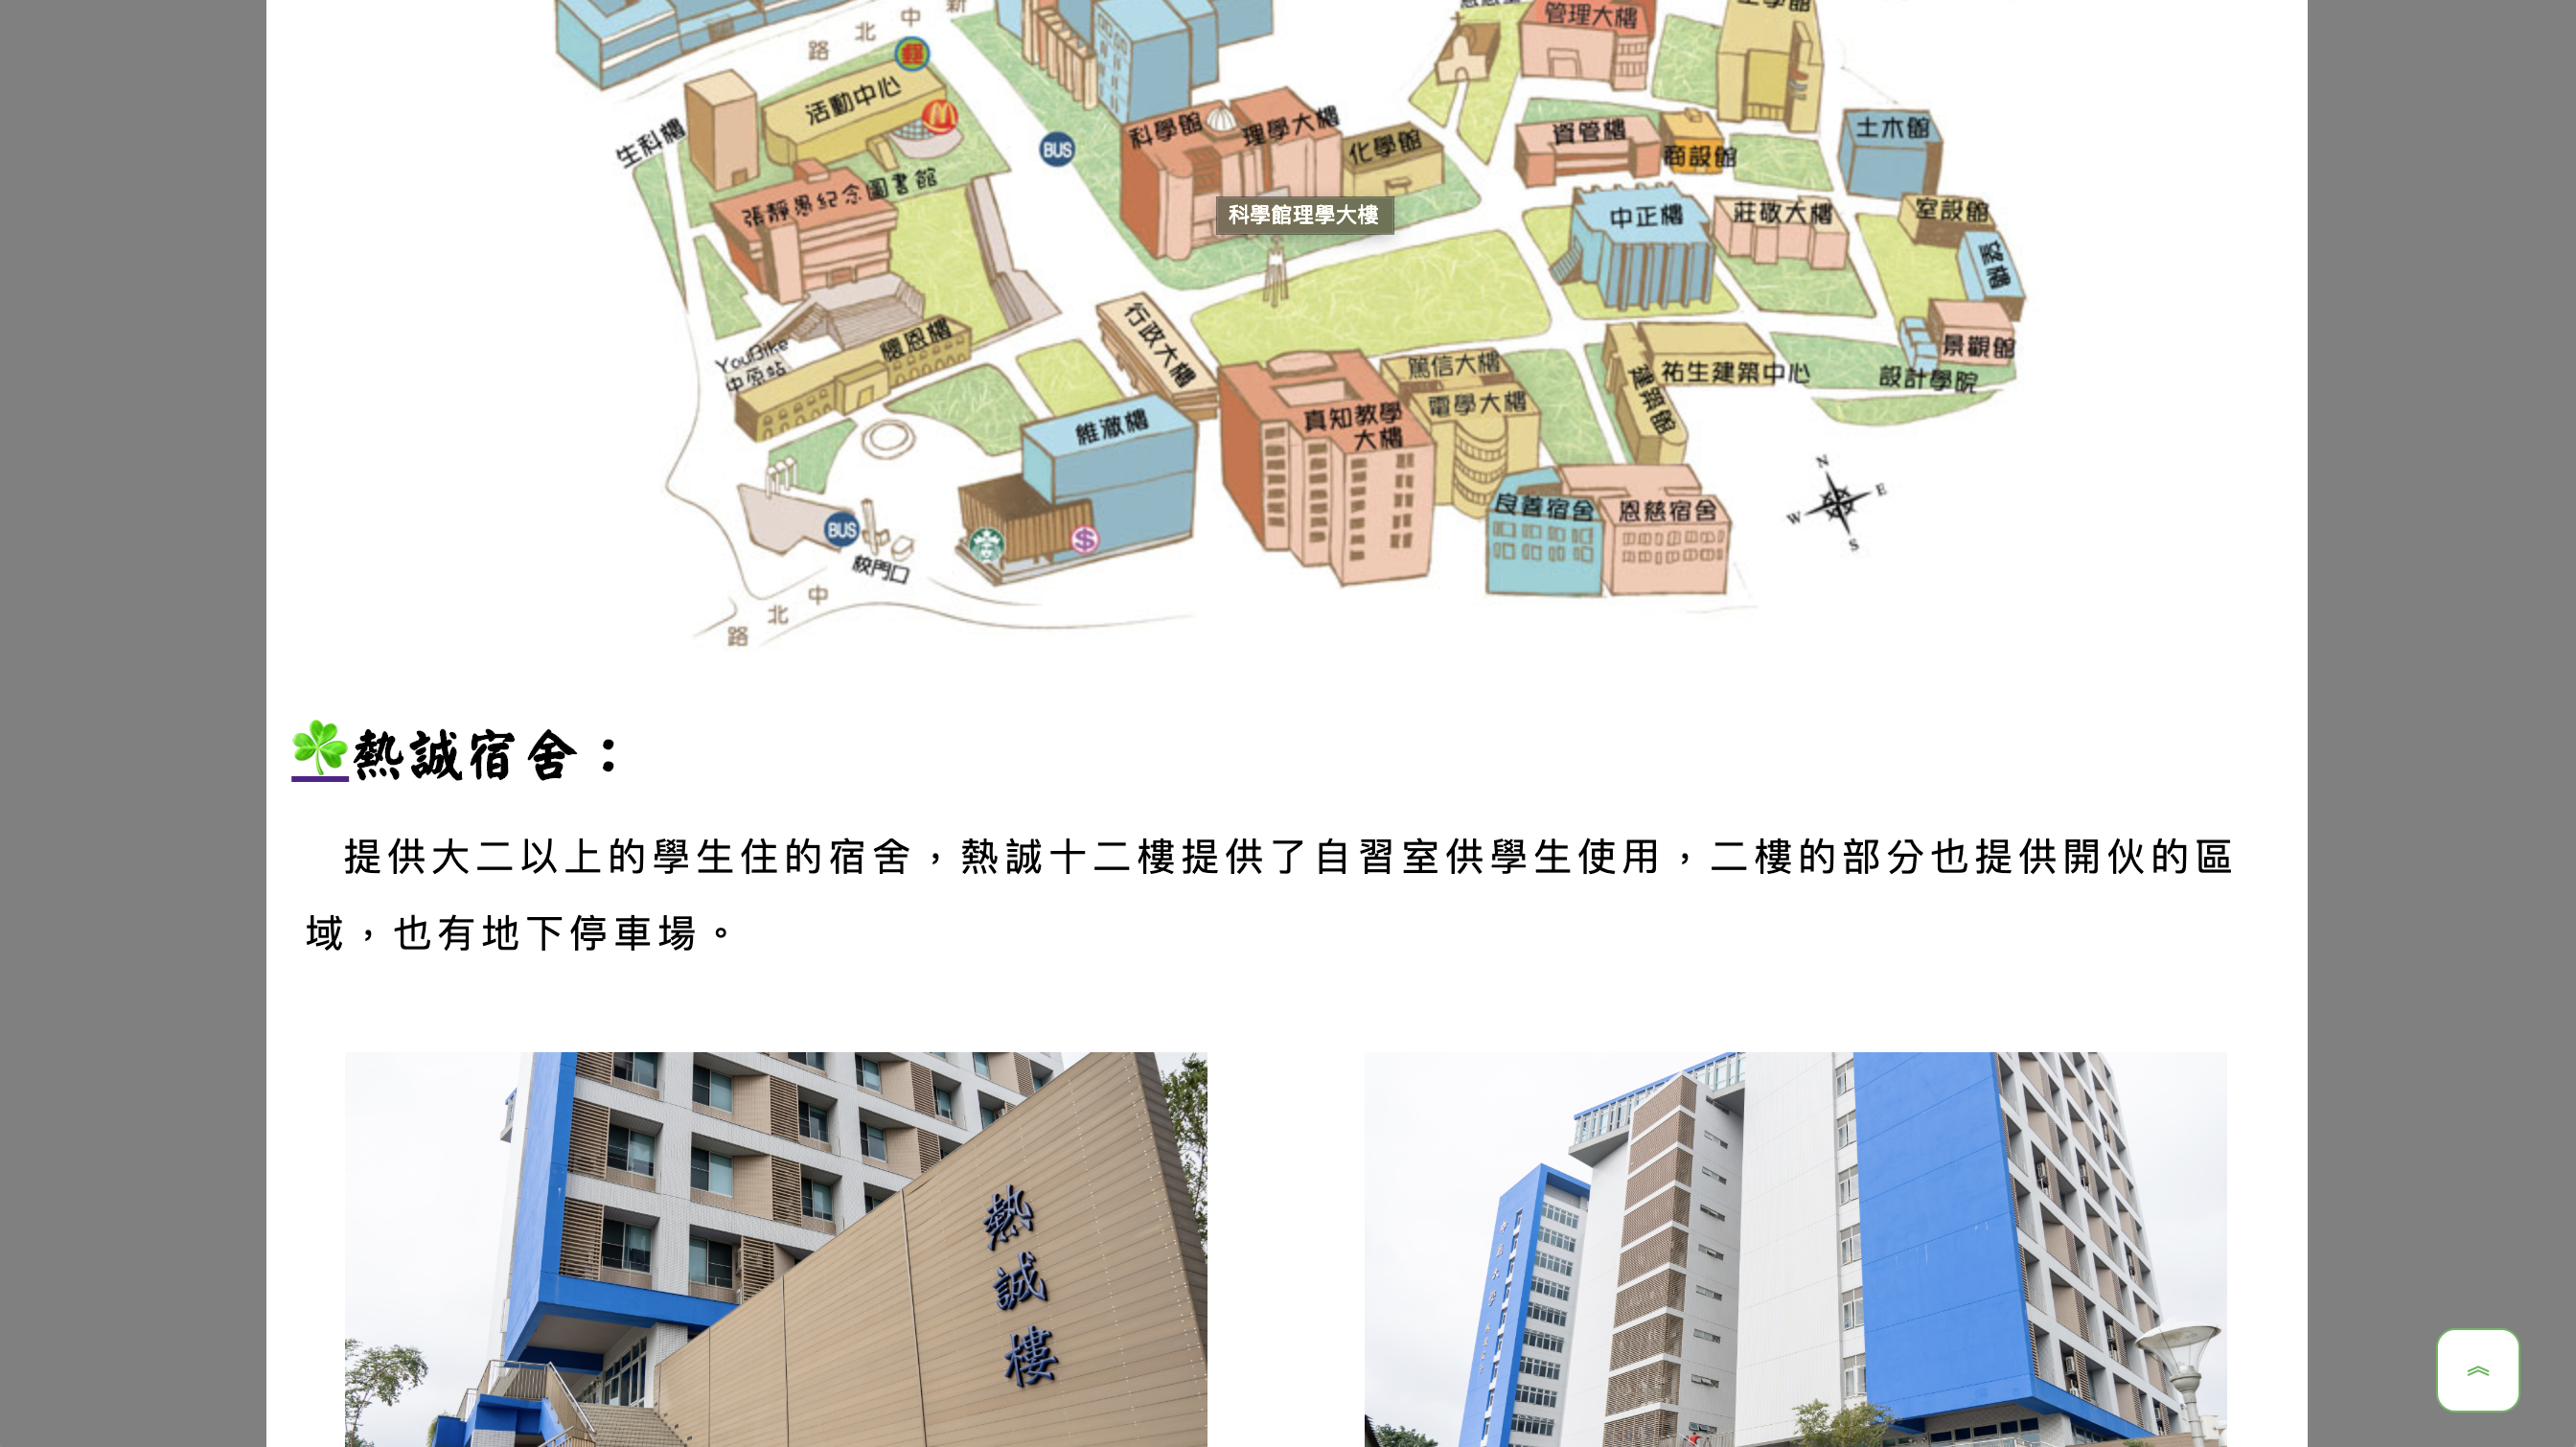 新
中
北
路
郵
管理大樓
活動中心
生科樓
BUS
科學館
理學大樓
化學館
資管樓
商設館
土木館
張靜愚紀念圖書館
科學館理學大樓
中正樓
莊敬大樓
室設館
YouBike
中原站
懷恩樓
行政大樓
篤信大樓
電學大樓
真知教學
大樓
維澈樓
建築館
祐生建築中心
景觀館
設計學院
良善宿舍
恩慈宿舍
N
E
W
S
BUS
$
校門口
中
北
路
熱誠宿舍：
提供大二以上的學生住的宿舍，熱誠十二樓提供了自習室供學生使用，二樓的部分也提供開伙的區
域，也有地下停車場。
熱誠樓